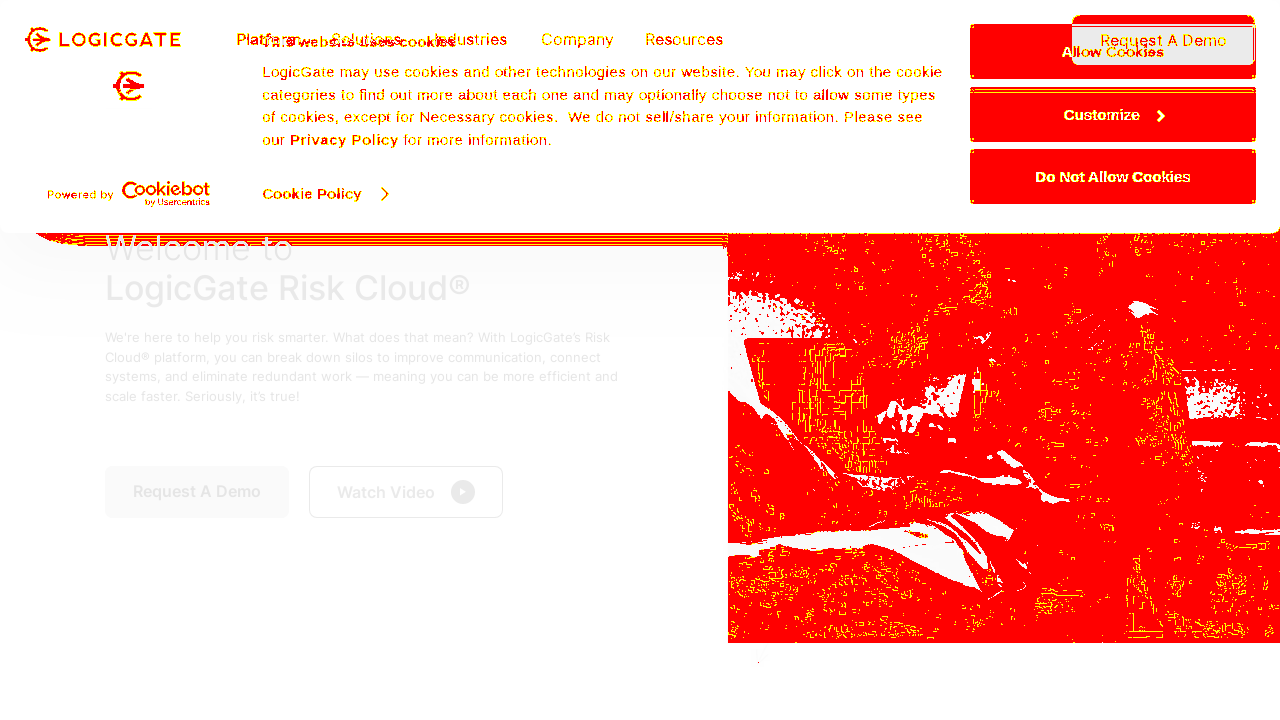 LOGICGATE
Platform Solutions Industries Company Resources
Request A Demo
This website uses cookies
Allow Cookies
LogicGate may use cookies and other technologies on our website. You may click on the cookie
categories to find out more about each one and may optionally choose not to allow some types
of cookies, except for Necessary cookies. We do not sell/share your information. Please see
our Privacy Policy for more information.
Customize
Do Not Allow Cookies
Powered by Cookiebot
by Usercentrics
Cookie Policy
Welcome to
LogicGate Risk Cloud®
We're here to help you risk smarter. What does that mean? With LogicGate's Risk
Cloud® platform, you can break down silos to improve communication, connect
systems, and eliminate redundant work — meaning you can be more efficient and
scale faster. Seriously, it's true!
Request A Demo
Watch Video